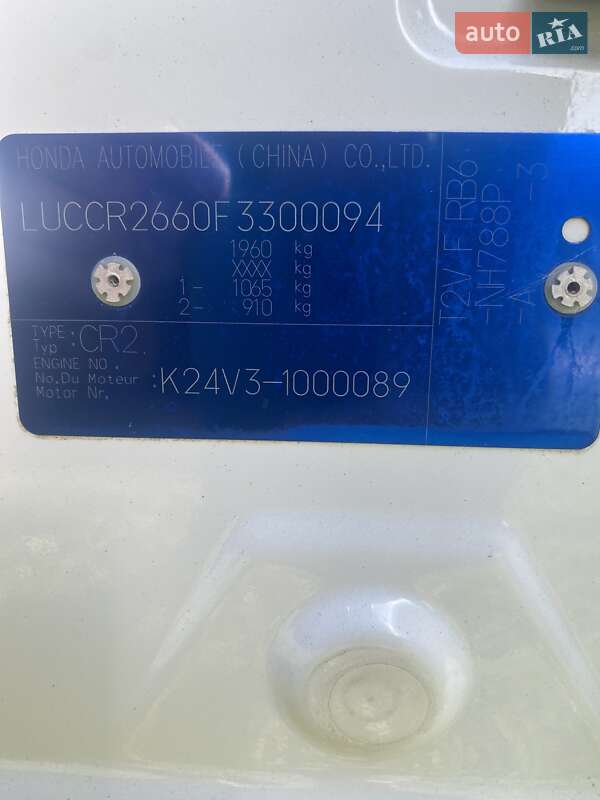 auto RIA .com
HONDA AUTOMOBILE (CHINA) CO.,LTD.
LUCCR2660F3300094
1960 kg
XXXX kg
1- 1065 kg
2- 910 kg
TYPE
Typ :CR2
ENGINE NO.
No.Du Moteur :K24V3-1000089
Motor Nr.
T2V F RB6
-NH788P
-A -3